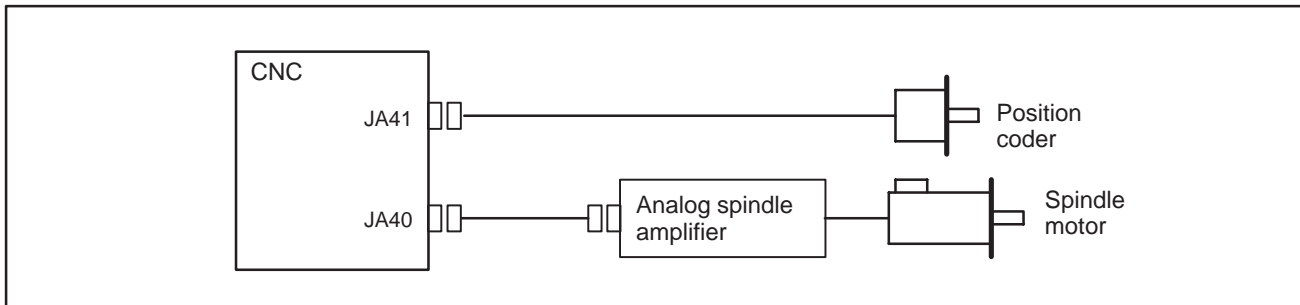 CNC
JA41
Position
coder
JA40
Analog spindle
amplifier
Spindle
motor